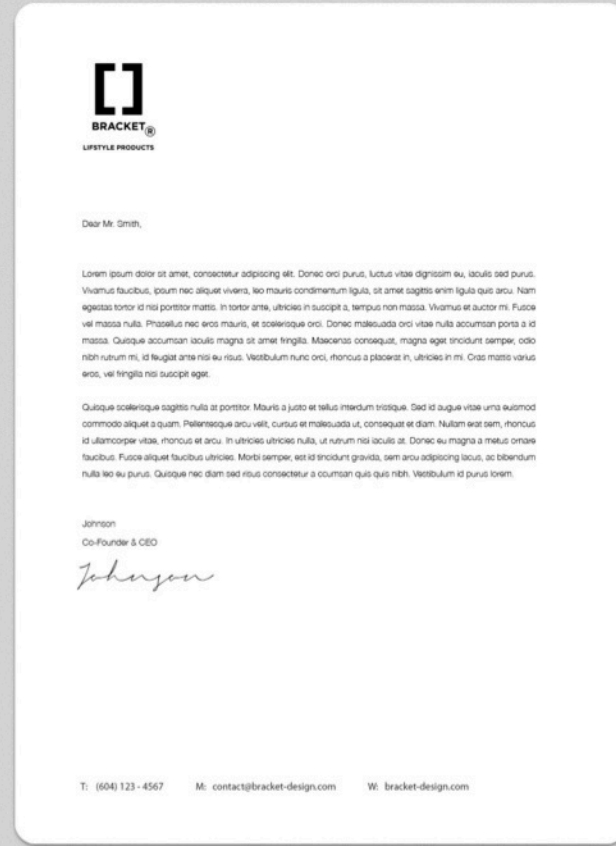 [ ]
BRACKET®
LIFSTYLE PRODUCTS
Dear Mr. Smith,
Lorem ipsum dolor sit amet, consectetur adipiscing elit. Donec orci purus, luctus vitae dignissim eu, iaculis sed purus.
Vivamus faucibus, ipsum nec aliquet viverra, leo mauris condimentum ligula, sit amet sagittis enim ligula quis arcu. Nam
egestas tortor id nisi porttitor mattis. In tortor ante, ultricies in suscipit a, tempus non massa. Vivamus et auctor mi. Fusce
vel massa nulla. Phasellus nec eros mauris, et scelerisque orci. Donec malesuada orci vitae nulla accumsan porta a id
massa. Quisque accumsan iaculis magna sit amet fringilla. Maecenas consequat, magna eget tincidunt semper, odio
nibh rutrum mi, id feugiat ante nisi eu risus. Vestibulum nunc orci, rhoncus a placerat in, ultricies in mi. Cras mattis varius
eros, vel fringilla nisi suscipit eget.
Quisque scelerisque sagittis nulla at porttitor. Mauris a justo et tellus interdum tristique. Sed id augue vitae urna euismod
commodo aliquet a quam. Pellentesque arcu velit, cursus et malesuada ut, consequat et diam. Nullam erat sem, rhoncus
id ullamcorper vitae, rhoncus et arcu. In ultricies ultricies nulla, ut rutrum nisi iaculis at. Donec eu magna a metus ornare
faucibus. Fusce aliquet faucibus ultricies. Morbi semper, est id tincidunt gravida, sem arcu adipiscing lacus, ac bibendum
nulla leo eu purus. Quisque nec diam sed risus consectetur a ccumsan quis quis nibh. Vestibulum id purus lorem.
Johnson
Co-Founder & CEO
Johnson
T: (604) 123 - 4567 M: contact@bracket-design.com W: bracket-design.com